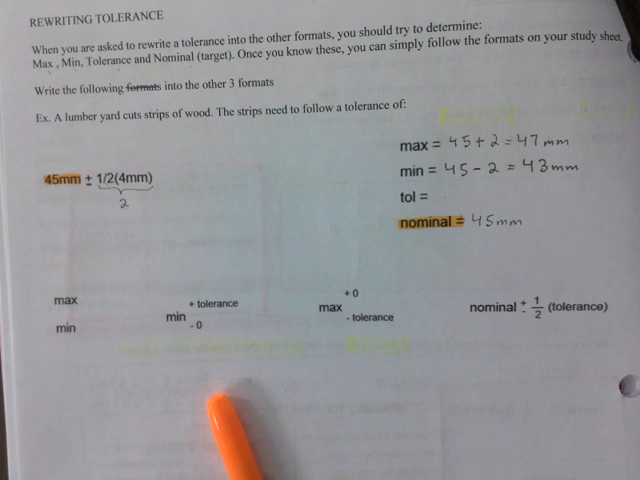 REWRITING TOLERANCE
When you are asked to rewrite a tolerance into the other formats, you should try to determine:
Max , Min, Tolerance and Nominal (target). Once you know these, you can simply follow the formats on your study sheet.
Write the following formats into the other 3 formats
Ex. A lumber yard cuts strips of wood. The strips need to follow a tolerance of:
max = 45+2=47mm
45mm ± 1/2(4mm)
2
min = 45-2=43mm
tol =
nominal = 45mm
max
min
min + tolerance
- 0
max + 0
- tolerance
nominal ± 1/2 (tolerance)